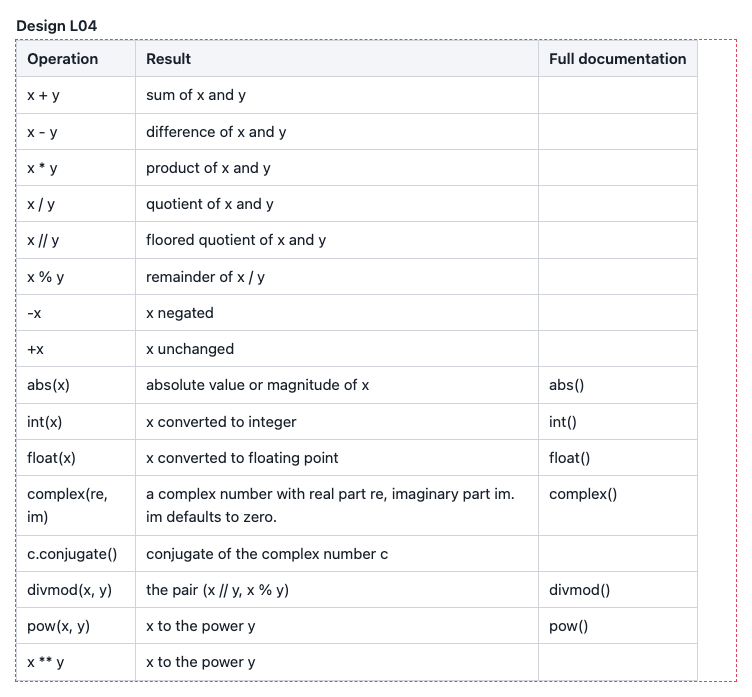 Design L04
Operation Result Full documentation
x + y sum of x and y
x - y difference of x and y
x * y product of x and y
x / y quotient of x and y
x // y floored quotient of x and y
x % y remainder of x / y
-x x negated
+x x unchanged
abs(x) absolute value or magnitude of x abs()
int(x) x converted to integer int()
float(x) x converted to floating point float()
complex(re, a complex number with real part re, imaginary part im. complex()
im) im defaults to zero.
c.conjugate() conjugate of the complex number c
divmod(x, y) the pair (x // y, x % y) divmod()
pow(x, y) x to the power y pow()
x ** y x to the power y